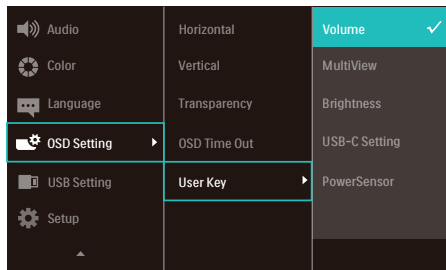 Audio
Color
Language
OSD Setting
USB Setting
Setup
Horizontal
Vertical
Transparency
OSD Time Out
User Key
Volume
MultiView
Brightness
USB-C Setting
PowerSensor